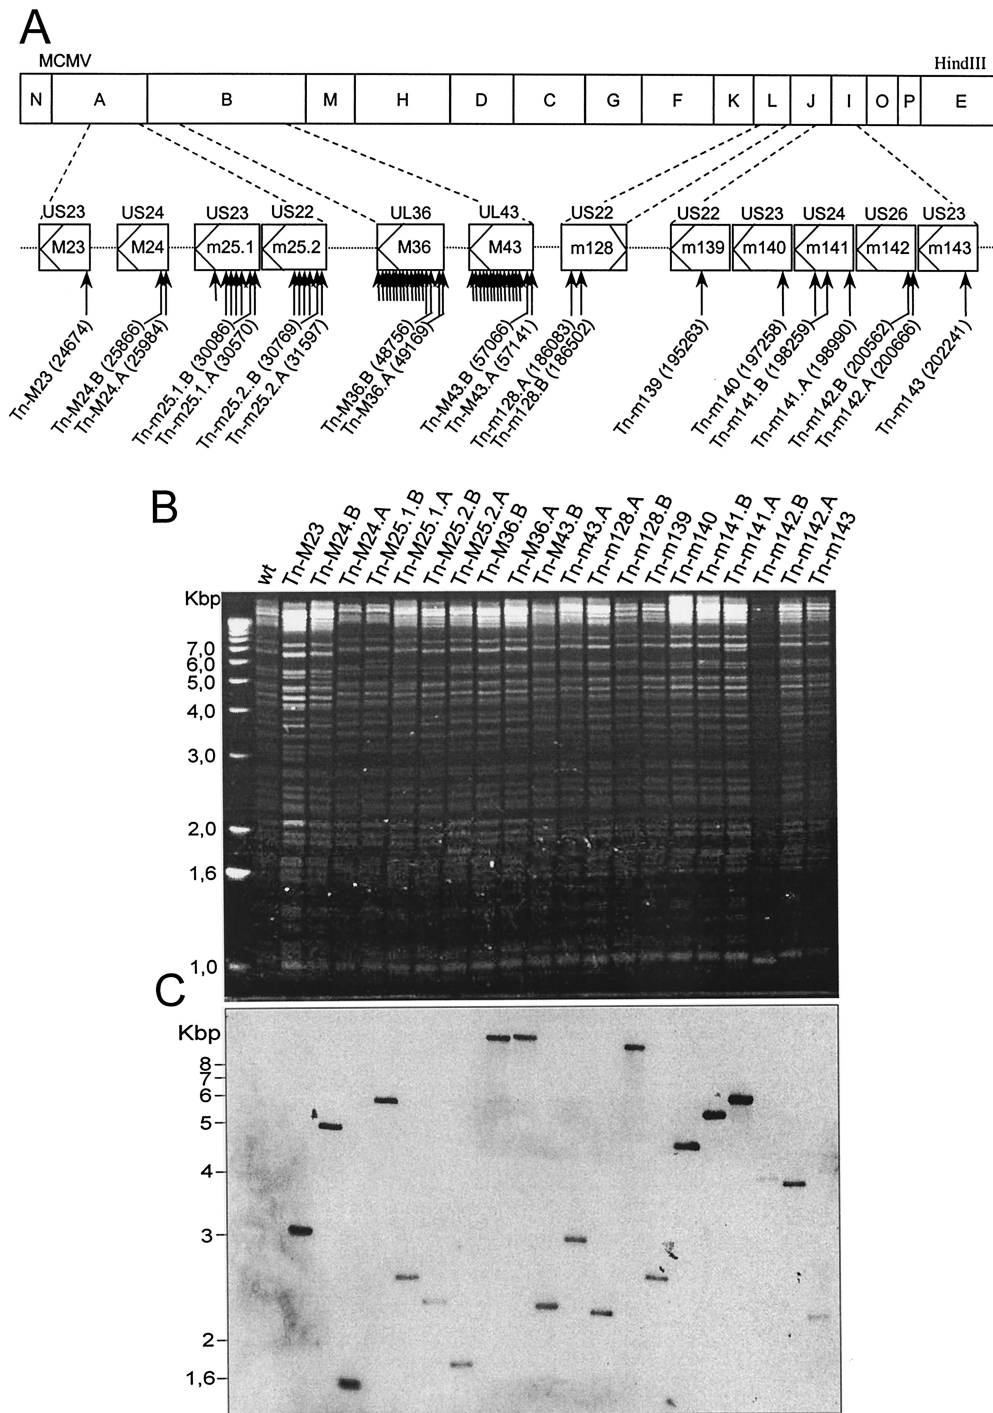 A
MCMV HindIII
N A B M H D C G F K L J I O P E
US23 US24 US23 US22 UL36 UL43 US22 US22 US23 US24 US26 US23
M23 M24 m25.1 m25.2 M36 M43 m128 m139 m140 m141 m142 m143
Tn-M23 (24674)
Tn-M24.B (25866)
Tn-M24.A (25984)
Tn-m25.1.B (30086)
Tn-m25.1.A (30570)
Tn-m25.2.B (30769)
Tn-m25.2.A (31597)
Tn-M36.B (48756)
Tn-M36.A (49169)
Tn-M43.B (57066)
Tn-M43.A (57141)
Tn-m128.A (186083)
Tn-m128.B (186502)
Tn-m139 (195263)
Tn-m140 (197258)
Tn-m141.B (198259)
Tn-m141.A (198990)
Tn-m142.B (200562)
Tn-m142.A (200666)
Tn-m143 (202241)
B
wt
Tn-M23
Tn-M24.B
Tn-M24.A
Tn-M25.1.B
Tn-M25.1.A
Tn-M25.2.B
Tn-M25.2.A
Tn-M36.B
Tn-M36.A
Tn-M43.B
Tn-m43.A
Tn-m128.A
Tn-m128.B
Tn-m139
Tn-m140
Tn-m141.B
Tn-m141.A
Tn-m142.B
Tn-m142.A
Tn-m143
Kbp
7,0
6,0
5,0
4,0
3,0
2,0
1,6
1,0
C
Kbp
8
7
6
5
4
3
2
1,6